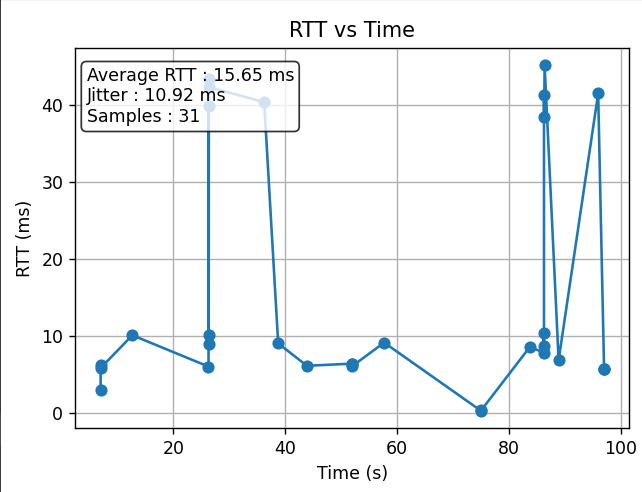 RTT vs Time
Average RTT : 15.65 ms
Jitter : 10.92 ms
Samples : 31
RTT (ms)
40
30
20
10
0
20 40 60 80 100
Time (s)